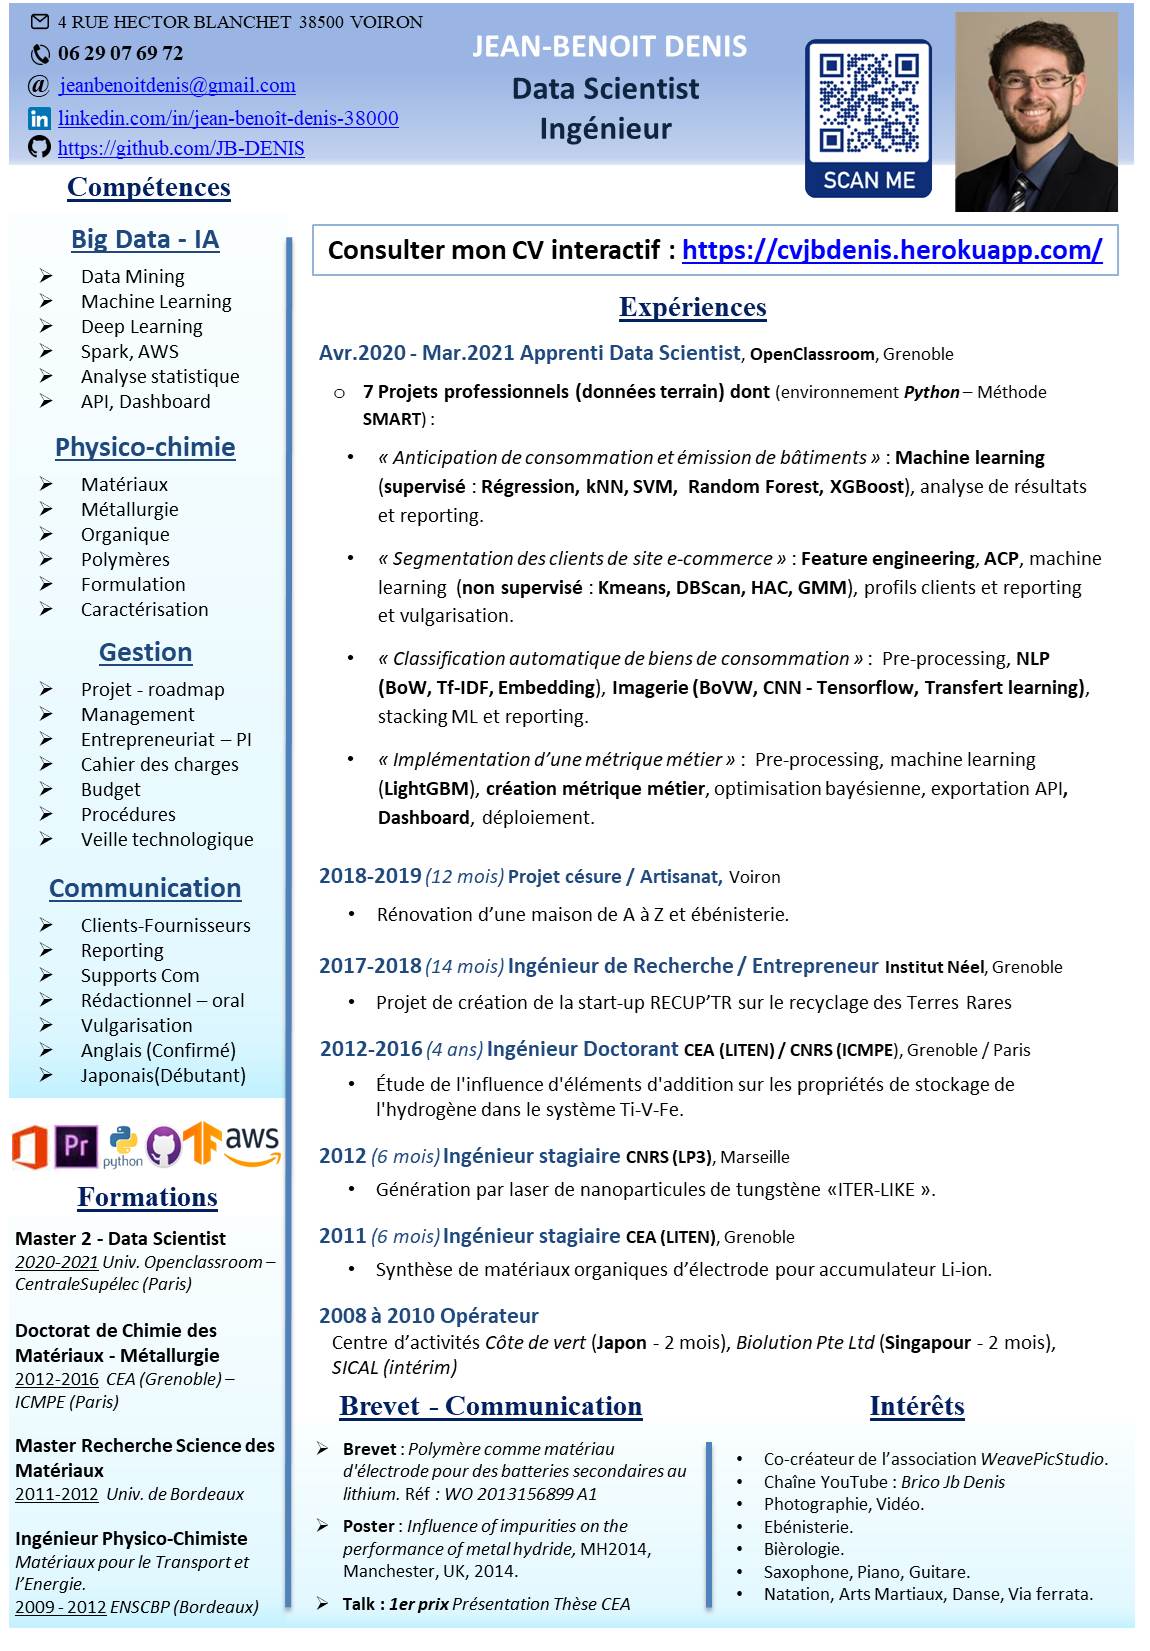 4 RUE HECTOR BLANCHET 38500 VOIRON
06 29 07 69 72
@ jeanbenoitdenis@gmail.com
in linkedin.com/in/jean-benoît-denis-38000
https://github.com/JB-DENIS
JEAN-BENOIT DENIS
Data Scientist
Ingénieur
SCAN ME
Compétences
Big Data - IA
➢ Data Mining
➢ Machine Learning
➢ Deep Learning
➢ Spark, AWS
➢ Analyse statistique
➢ API, Dashboard
Physico-chimie
➢ Matériaux
➢ Métallurgie
➢ Organique
➢ Polymères
➢ Formulation
➢ Caractérisation
Gestion
➢ Projet - roadmap
➢ Management
➢ Entrepreneuriat – PI
➢ Cahier des charges
➢ Budget
➢ Procédures
➢ Veille technologique
Communication
➢ Clients-Fournisseurs
➢ Reporting
➢ Supports Com
➢ Rédactionnel – oral
➢ Vulgarisation
➢ Anglais (Confirmé)
➢ Japonais(Débutant)
Pr python aws
Formations
Master 2 - Data Scientist
2020-2021 Univ. Openclassroom –
CentraleSupélec (Paris)
Doctorat de Chimie des
Matériaux - Métallurgie
2012-2016 CEA (Grenoble) –
ICMPE (Paris)
Master Recherche Science des
Matériaux
2011-2012 Univ. de Bordeaux
Ingénieur Physico-Chimiste
Matériaux pour le Transport et
l’Energie.
2009 - 2012 ENSCBP (Bordeaux)
Consulter mon CV interactif : https://cvjbdenis.herokuapp.com/
Expériences
Avr.2020 - Mar.2021 Apprenti Data Scientist, OpenClassroom, Grenoble
o 7 Projets professionnels (données terrain) dont (environnement Python – Méthode
SMART) :
• « Anticipation de consommation et émission de bâtiments » : Machine learning
(supervisé : Régression, kNN, SVM, Random Forest, XGBoost), analyse de résultats
et reporting.
• « Segmentation des clients de site e-commerce » : Feature engineering, ACP, machine
learning (non supervisé : Kmeans, DBScan, HAC, GMM), profils clients et reporting
et vulgarisation.
• « Classification automatique de biens de consommation » : Pre-processing, NLP
(BoW, Tf-IDF, Embedding), Imagerie (BoVW, CNN - Tensorflow, Transfert learning),
stacking ML et reporting.
• « Implémentation d’une métrique métier » : Pre-processing, machine learning
(LightGBM), création métrique métier, optimisation bayésienne, exportation API,
Dashboard, déploiement.
2018-2019 (12 mois) Projet césure / Artisanat, Voiron
• Rénovation d’une maison de A à Z et ébénisterie.
2017-2018 (14 mois) Ingénieur de Recherche / Entrepreneur Institut Néel, Grenoble
• Projet de création de la start-up RECUP’TR sur le recyclage des Terres Rares
2012-2016 (4 ans) Ingénieur Doctorant CEA (LITEN) / CNRS (ICMPE), Grenoble / Paris
• Étude de l'influence d'éléments d'addition sur les propriétés de stockage de
l'hydrogène dans le système Ti-V-Fe.
2012 (6 mois) Ingénieur stagiaire CNRS (LP3), Marseille
• Génération par laser de nanoparticules de tungstène «ITER-LIKE ».
2011 (6 mois) Ingénieur stagiaire CEA (LITEN), Grenoble
• Synthèse de matériaux organiques d’électrode pour accumulateur Li-ion.
2008 à 2010 Opérateur
Centre d’activités Côte de vert (Japon - 2 mois), Biolution Pte Ltd (Singapour - 2 mois),
SICAL (intérim)
Brevet - Communication
➢ Brevet : Polymère comme matériau
d'électrode pour des batteries secondaires au
lithium. Réf : WO 2013156899 A1
➢ Poster : Influence of impurities on the
performance of metal hydride, MH2014,
Manchester, UK, 2014.
➢ Talk : 1er prix Présentation Thèse CEA
Intérêts
• Co-créateur de l’association WeavePicStudio.
• Chaîne YouTube : Brico Jb Denis
• Photographie, Vidéo.
• Ebénisterie.
• Bièrologie.
• Saxophone, Piano, Guitare.
• Natation, Arts Martiaux, Danse, Via ferrata.